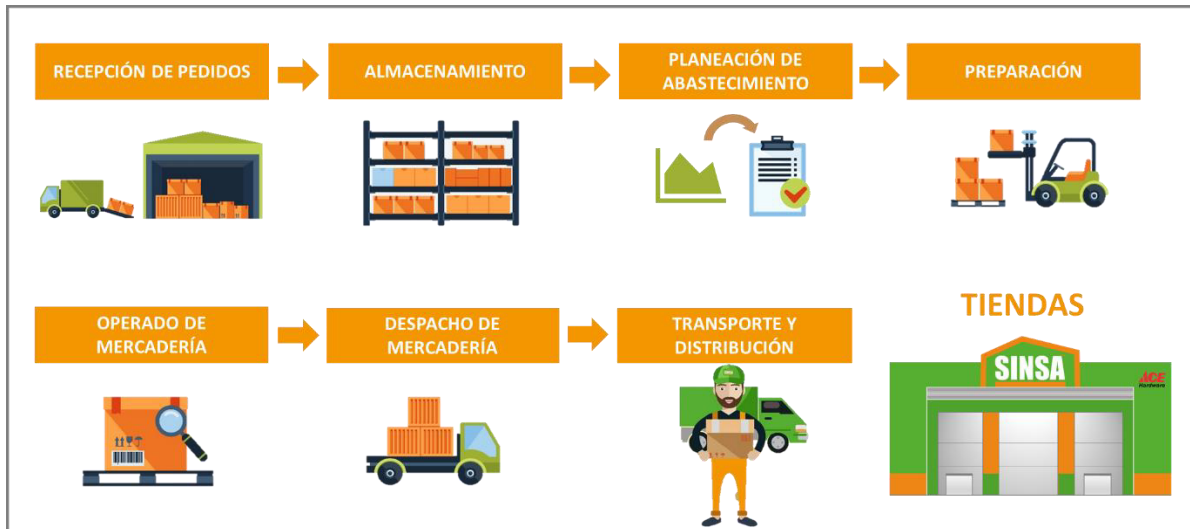 RECEPCIÓN DE PEDIDOS
ALMACENAMIENTO
PLANEACIÓN DE
ABASTECIMIENTO
PREPARACIÓN
OPERADO DE
MERCADERÍA
DESPACHO DE
MERCADERÍA
TRANSPORTE Y
DISTRIBUCIÓN
TIENDAS
SINSA
ACE
Hardware